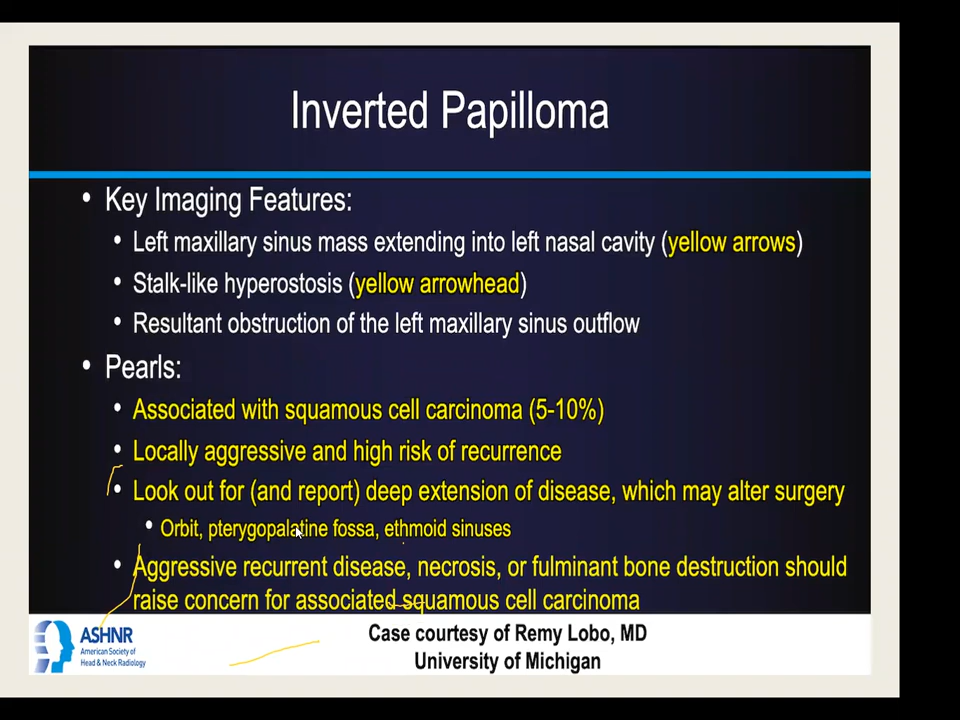 Inverted Papilloma
• Key Imaging Features:
• Left maxillary sinus mass extending into left nasal cavity (yellow arrows)
• Stalk-like hyperostosis (yellow arrowhead)
• Resultant obstruction of the left maxillary sinus outflow
• Pearls:
• Associated with squamous cell carcinoma (5-10%)
• Locally aggressive and high risk of recurrence
• Look out for (and report) deep extension of disease, which may alter surgery
• Orbit, pterygopalatine fossa, ethmoid sinuses
• Aggressive recurrent disease, necrosis, or fulminant bone destruction should
raise concern for associated squamous cell carcinoma
ASHNR
American Society of
Head & Neck Radiology
Case courtesy of Remy Lobo, MD
University of Michigan